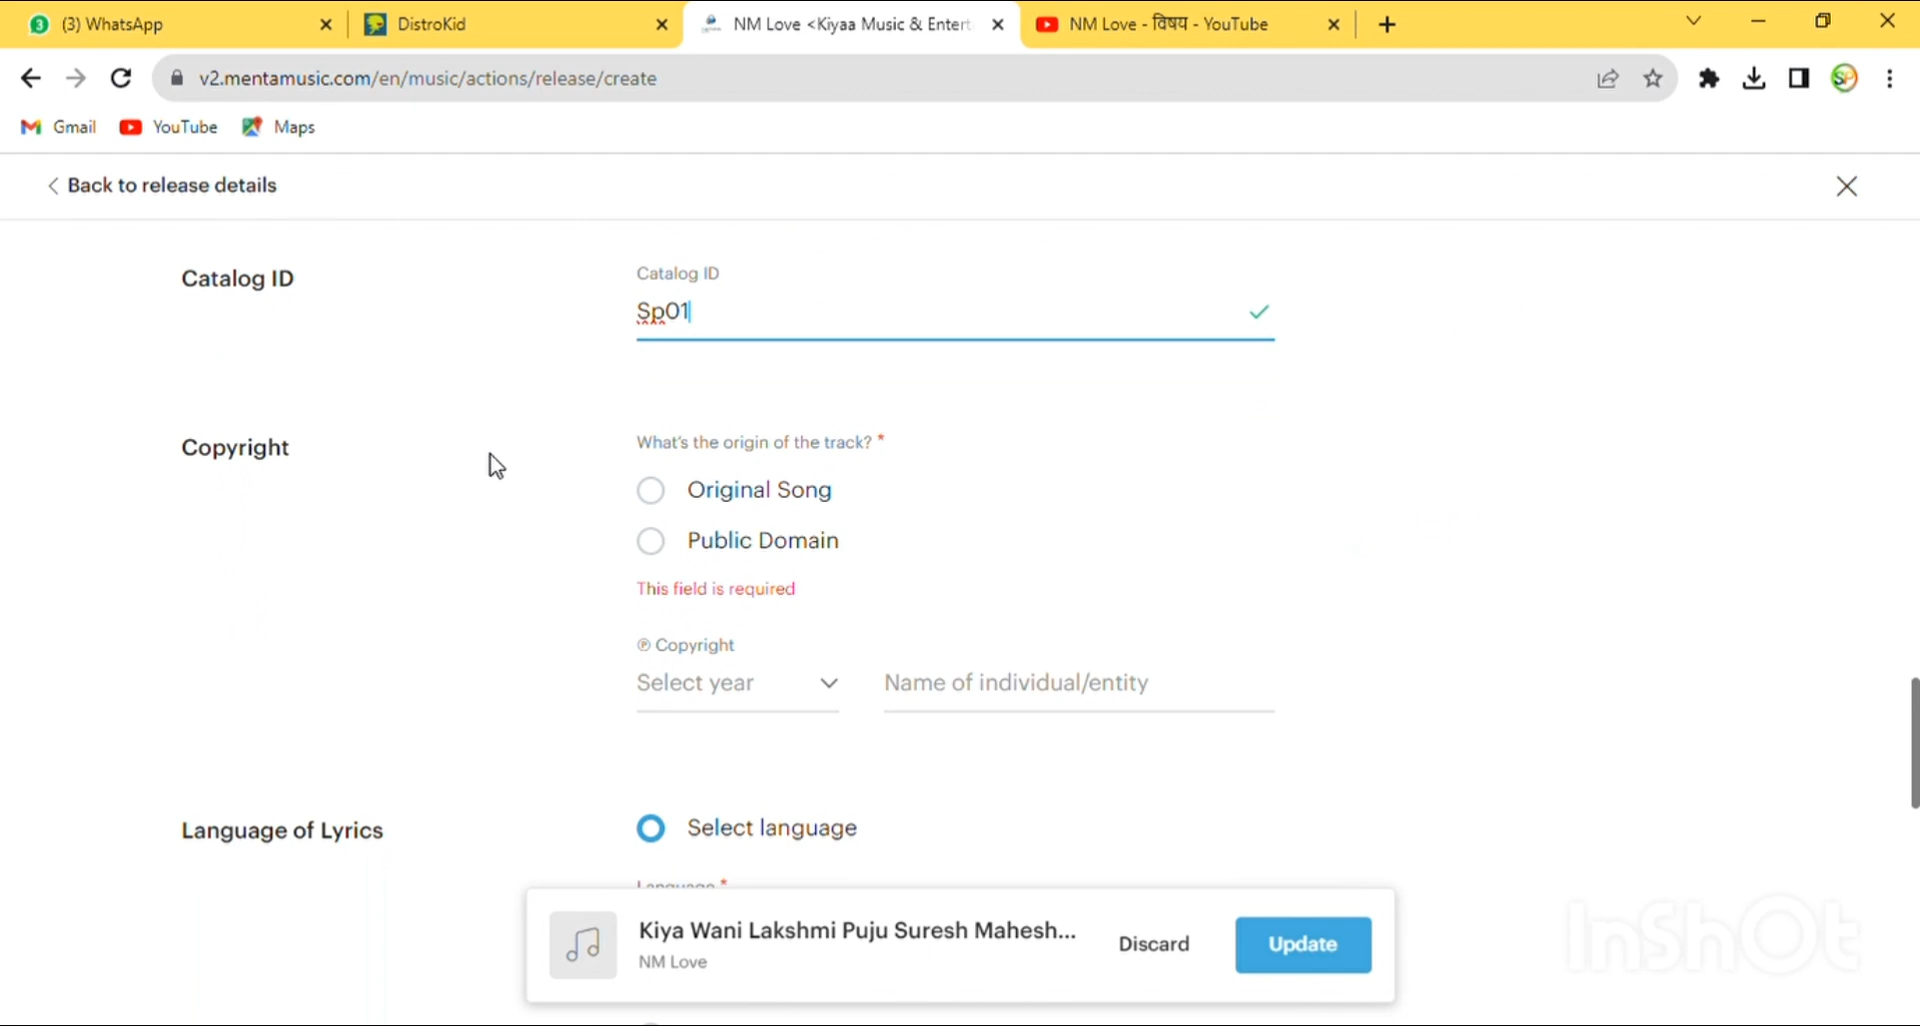 3 (3) WhatsApp
DistroKid
NM Love <Kiyaa Music & Entert
NM Love - विषय - YouTube
v2.mentamusic.com/en/music/actions/release/create
SP
Gmail
YouTube
Maps
Back to release details
Catalog ID
Catalog ID
Sp01
Copyright
What's the origin of the track? *
Original Song
Public Domain
This field is required
℗ Copyright
Select year
Name of individual/entity
Language of Lyrics
Select language
Language *
Kiya Wani Lakshmi Puju Suresh Mahesh...
NM Love
Discard
Update
InShOt